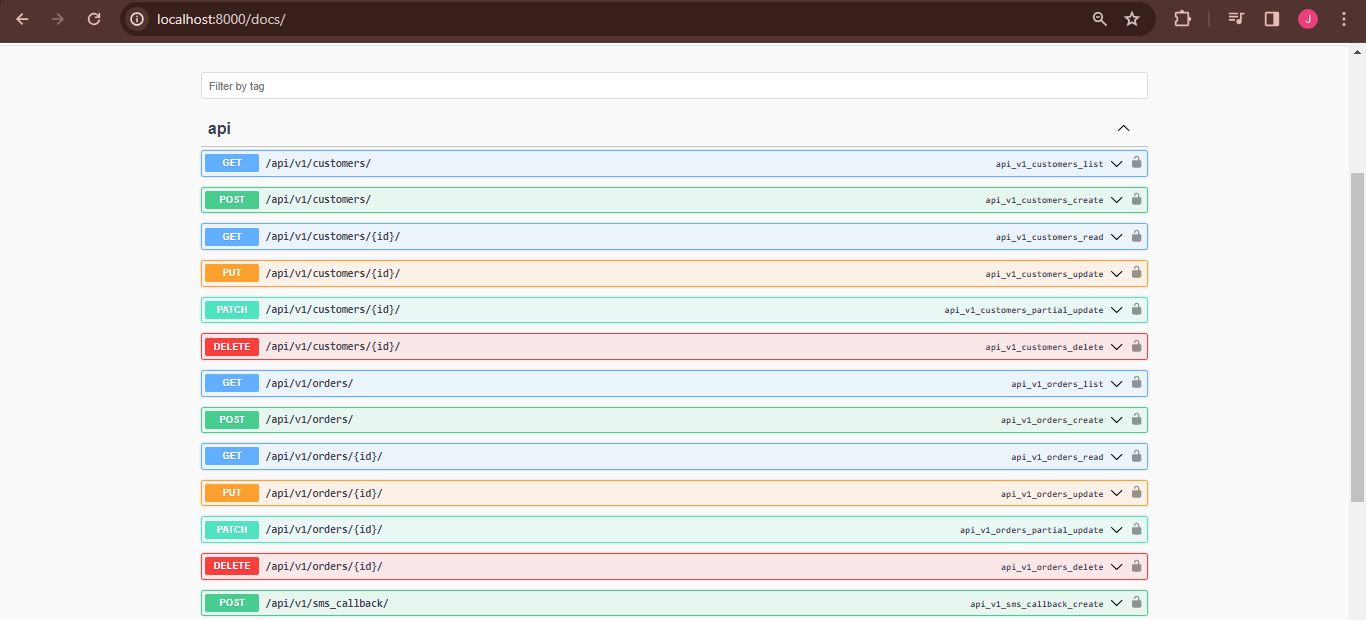 localhost:8000/docs/
J
Filter by tag
api
GET /api/v1/customers/ api_v1_customers_list
POST /api/v1/customers/ api_v1_customers_create
GET /api/v1/customers/{id}/ api_v1_customers_read
PUT /api/v1/customers/{id}/ api_v1_customers_update
PATCH /api/v1/customers/{id}/ api_v1_customers_partial_update
DELETE /api/v1/customers/{id}/ api_v1_customers_delete
GET /api/v1/orders/ api_v1_orders_list
POST /api/v1/orders/ api_v1_orders_create
GET /api/v1/orders/{id}/ api_v1_orders_read
PUT /api/v1/orders/{id}/ api_v1_orders_update
PATCH /api/v1/orders/{id}/ api_v1_orders_partial_update
DELETE /api/v1/orders/{id}/ api_v1_orders_delete
POST /api/v1/sms_callback/ api_v1_sms_callback_create